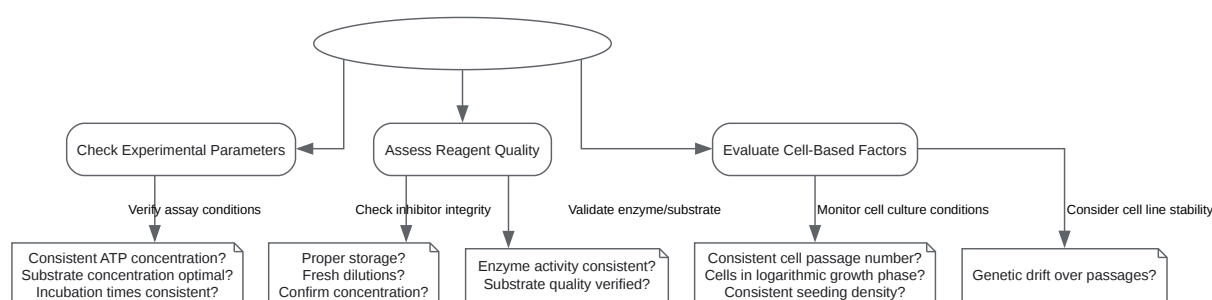 Check Experimental Parameters
Assess Reagent Quality
Evaluate Cell-Based Factors
Verify assay conditions
Check inhibitor integrity
Validate enzyme/substrate
Monitor cell culture conditions
Consider cell line stability
Consistent ATP concentration?
Substrate concentration optimal?
Incubation times consistent?
Proper storage?
Fresh dilutions?
Confirm concentration?
Enzyme activity consistent?
Substrate quality verified?
Consistent cell passage number?
Cells in logarithmic growth phase?
Consistent seeding density?
Genetic drift over passages?